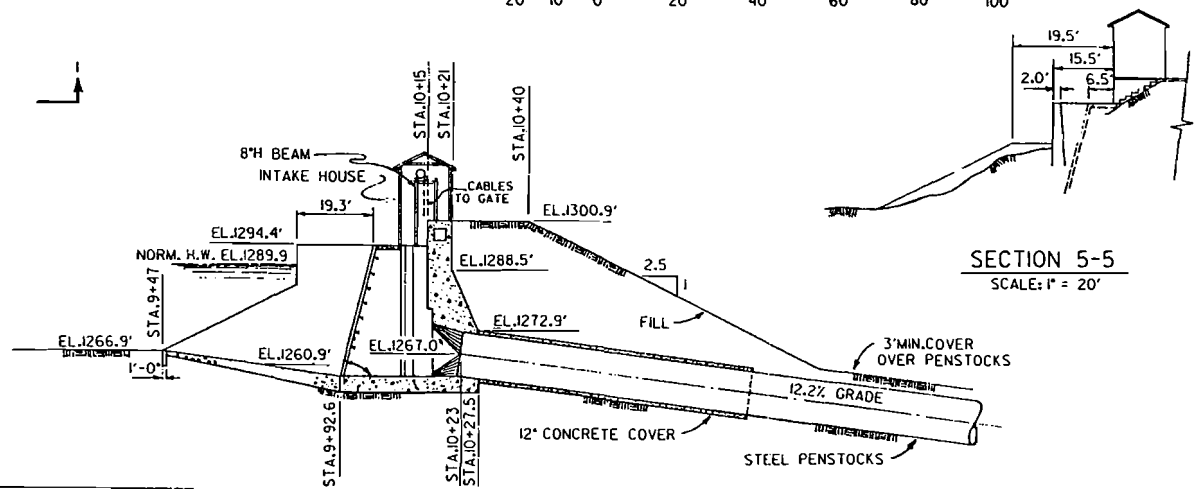 20 10 0 20 40 60 80 100
19.5'
15.5'
2.0'
6.5'
STA.10+15
STA.10+21
STA.10+40
8"H BEAM
INTAKE HOUSE
CABLES
TO GATE
19.3'
EL.1300.9'
EL.1294.4'
NORM. H.W. EL.1289.9
EL.1288.5'
SECTION 5-5
SCALE: 1" = 20'
2.5
1
STA.9+47
FILL
EL.1272.9'
EL.1266.9'
EL.1260.9'
EL.1267.0'
1'-0"
3'MIN.COVER
OVER PENSTOCKS
12.2% GRADE
12" CONCRETE COVER
STEEL PENSTOCKS
STA.9+92.6
STA.10+23
STA.10+27.5